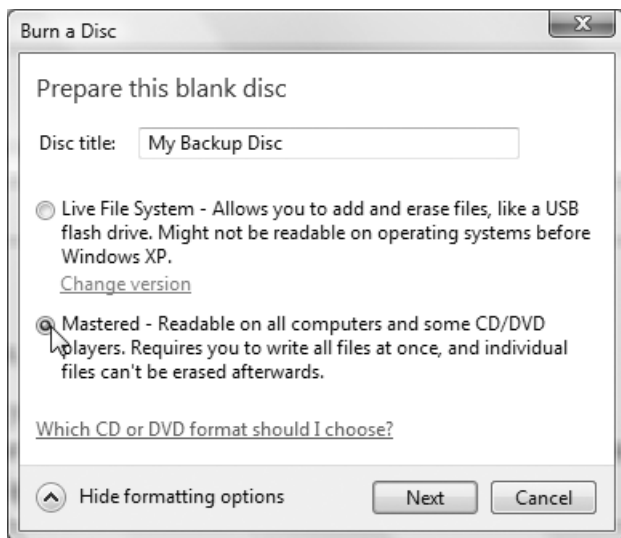 Burn a Disc
Prepare this blank disc
Disc title: My Backup Disc
Live File System - Allows you to add and erase files, like a USB
flash drive. Might not be readable on operating systems before
Windows XP.
Change version
Mastered - Readable on all computers and some CD/DVD
players. Requires you to write all files at once, and individual
files can't be erased afterwards.
Which CD or DVD format should I choose?
Hide formatting options Next Cancel